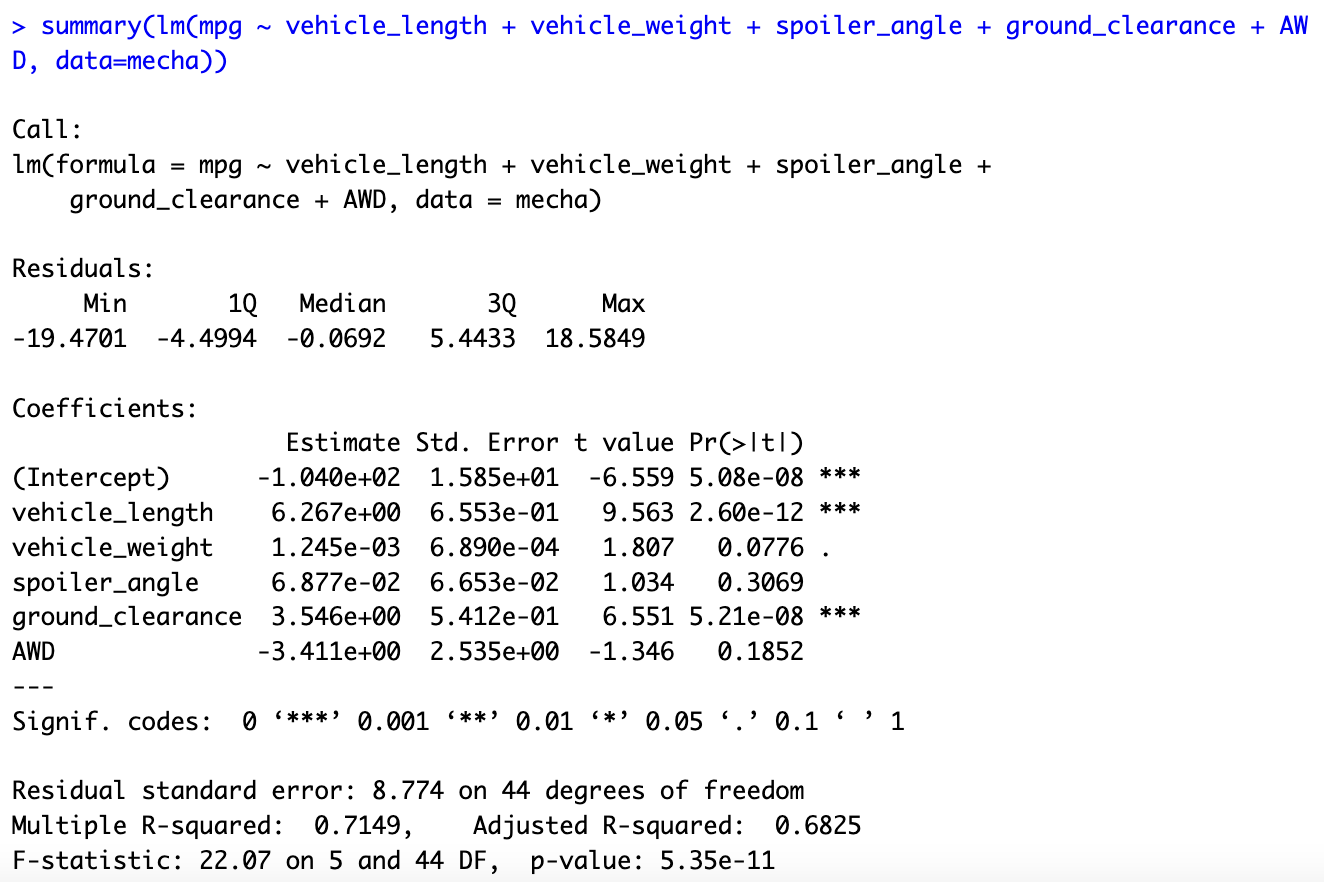 > summary(lm(mpg ~ vehicle_length + vehicle_weight + spoiler_angle + ground_clearance + AW
D, data=mecha))
Call:
lm(formula = mpg ~ vehicle_length + vehicle_weight + spoiler_angle +
    ground_clearance + AWD, data = mecha)
Residuals:
     Min       1Q   Median       3Q      Max
-19.4701  -4.4994  -0.0692   5.4433  18.5849
Coefficients:
                   Estimate Std. Error t value Pr(>|t|)
(Intercept)      -1.040e+02  1.585e+01  -6.559 5.08e-08 ***
vehicle_length    6.267e+00  6.553e-01   9.563 2.60e-12 ***
vehicle_weight    1.245e-03  6.890e-04   1.807   0.0776 .
spoiler_angle     6.877e-02  6.653e-02   1.034   0.3069
ground_clearance  3.546e+00  5.412e-01   6.551 5.21e-08 ***
AWD              -3.411e+00  2.535e+00  -1.346   0.1852
---
Signif. codes:  0 ‘***’ 0.001 ‘**’ 0.01 ‘*’ 0.05 ‘.’ 0.1 ‘ ’ 1
Residual standard error: 8.774 on 44 degrees of freedom
Multiple R-squared:  0.7149,    Adjusted R-squared:  0.6825
F-statistic: 22.07 on 5 and 44 DF,  p-value: 5.35e-11